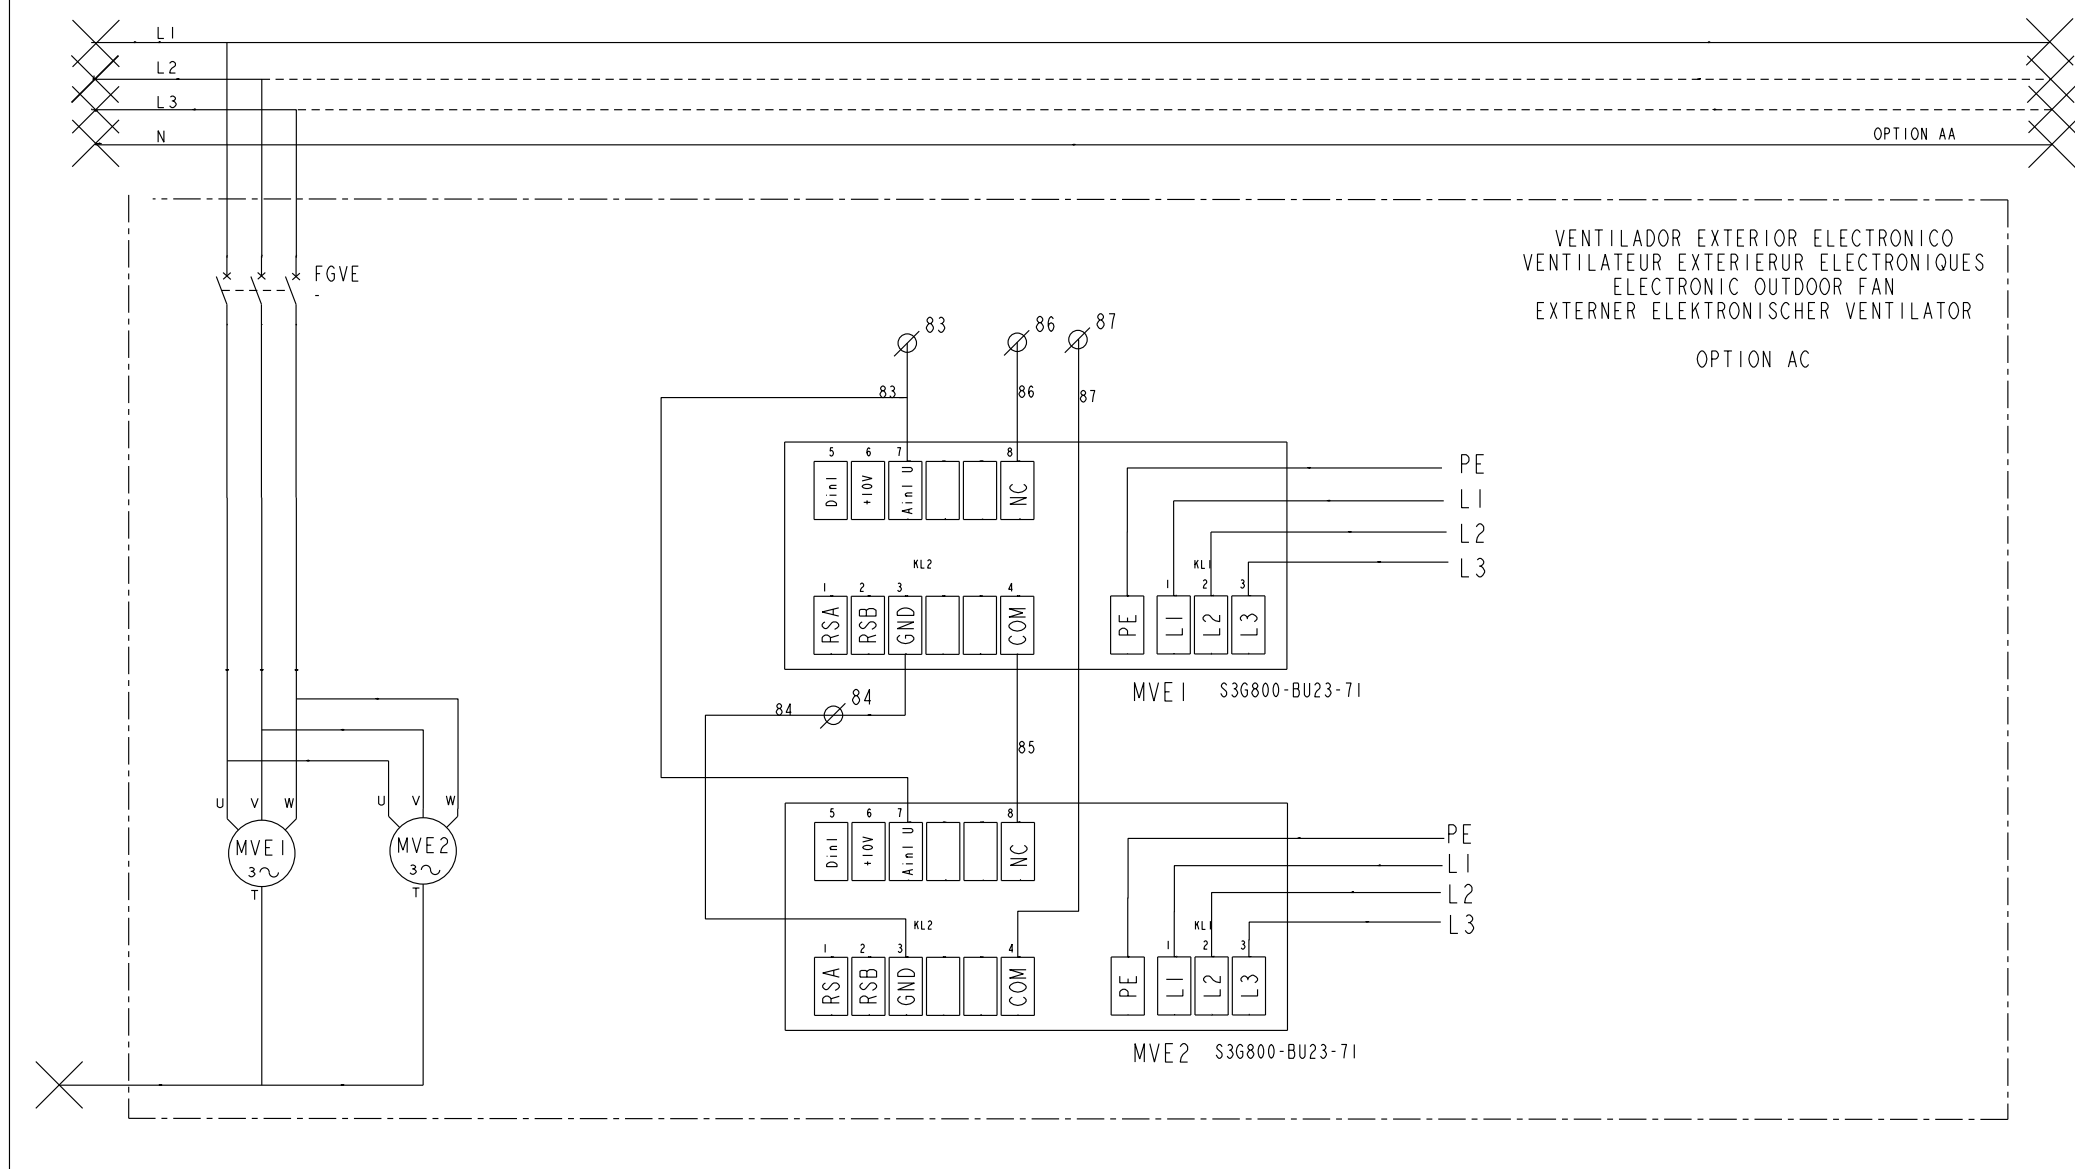 L1
L2
L3
N
OPTION AA
VENTILADOR EXTERIOR ELECTRONICO
VENTILATEUR EXTERIERUR ELECTRONIQUES
ELECTRONIC OUTDOOR FAN
EXTERNER ELEKTRONISCHER VENTILATOR
OPTION AC
FGVE
-
83 86 87
83 86 87
5 6 7 8
Din1 +10V Ain1 U NC
PE
L1
L2
L3
KL2 KL1
1 2 3 4 1 2 3
RSA RSB GND COM PE L1 L2 L3
MVE1 S3G800-BU23-71
84 84
85
U V W U V W
MVE1 MVE2
3 3
T T
5 6 7 8
Din1 +10V Ain1 U NC
PE
L1
L2
L3
KL2 KL1
1 2 3 4 1 2 3
RSA RSB GND COM PE L1 L2 L3
MVE2 S3G800-BU23-71